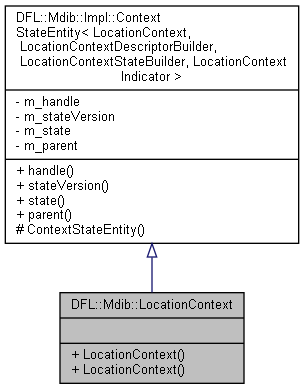 DFL::Mdib::Impl::Context
StateEntity< LocationContext,
LocationContextDescriptorBuilder,
LocationContextStateBuilder, LocationContext
Indicator >
- m_handle
- m_stateVersion
- m_state
- m_parent
+ handle()
+ stateVersion()
+ state()
+ parent()
# ContextStateEntity()
DFL::Mdib::LocationContext
+ LocationContext()
+ LocationContext()